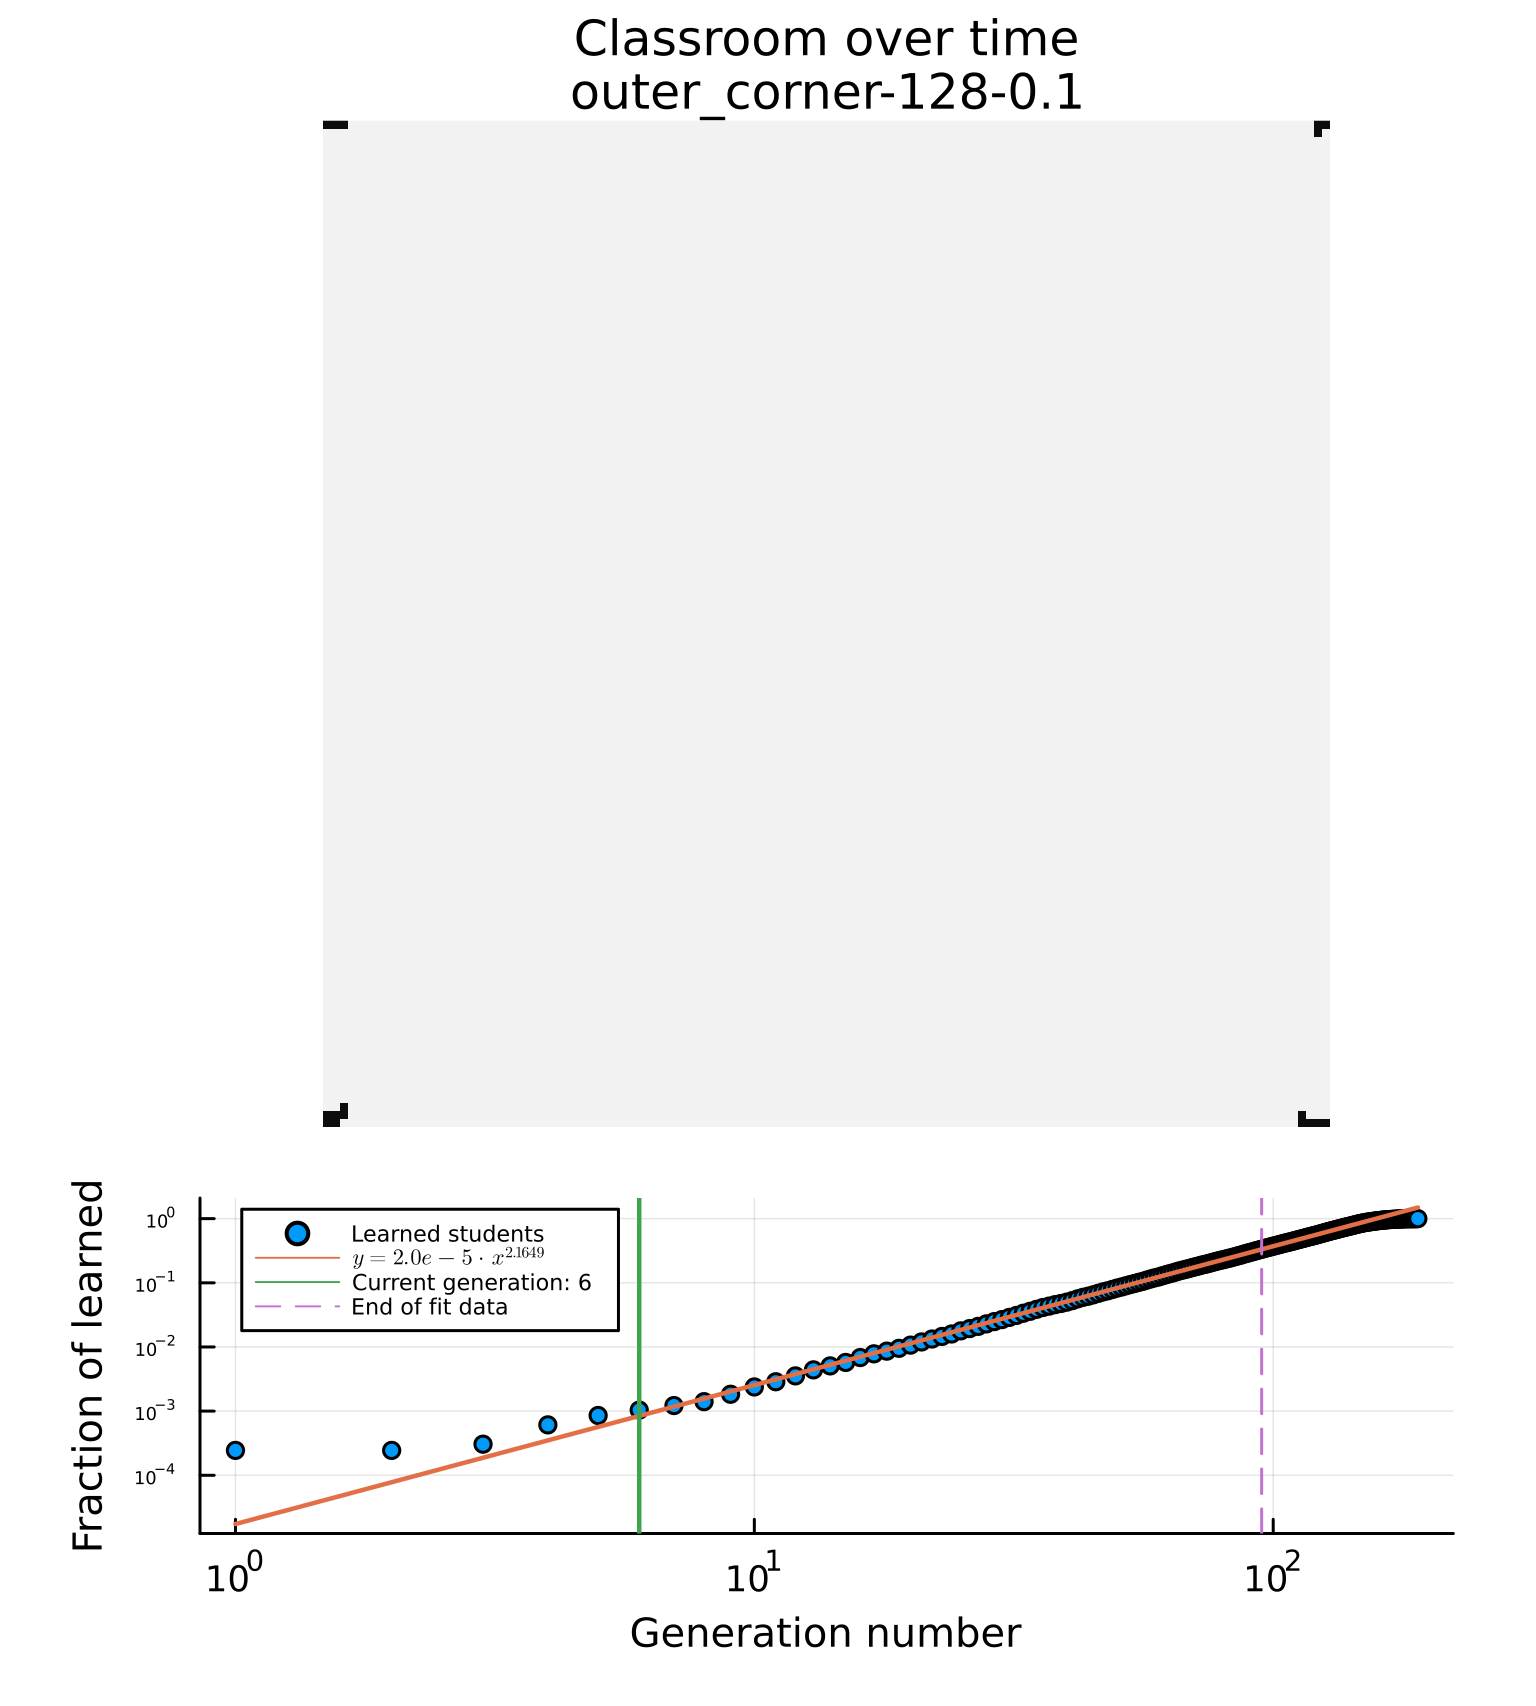 Classroom over time
outer_corner-128-0.1
Fraction of learned
10^0
10^-1
10^-2
10^-3
10^-4
Learned students
y = 2.0e − 5 · x^2.1649
Current generation: 6
End of fit data
10^0 10^1 10^2
Generation number